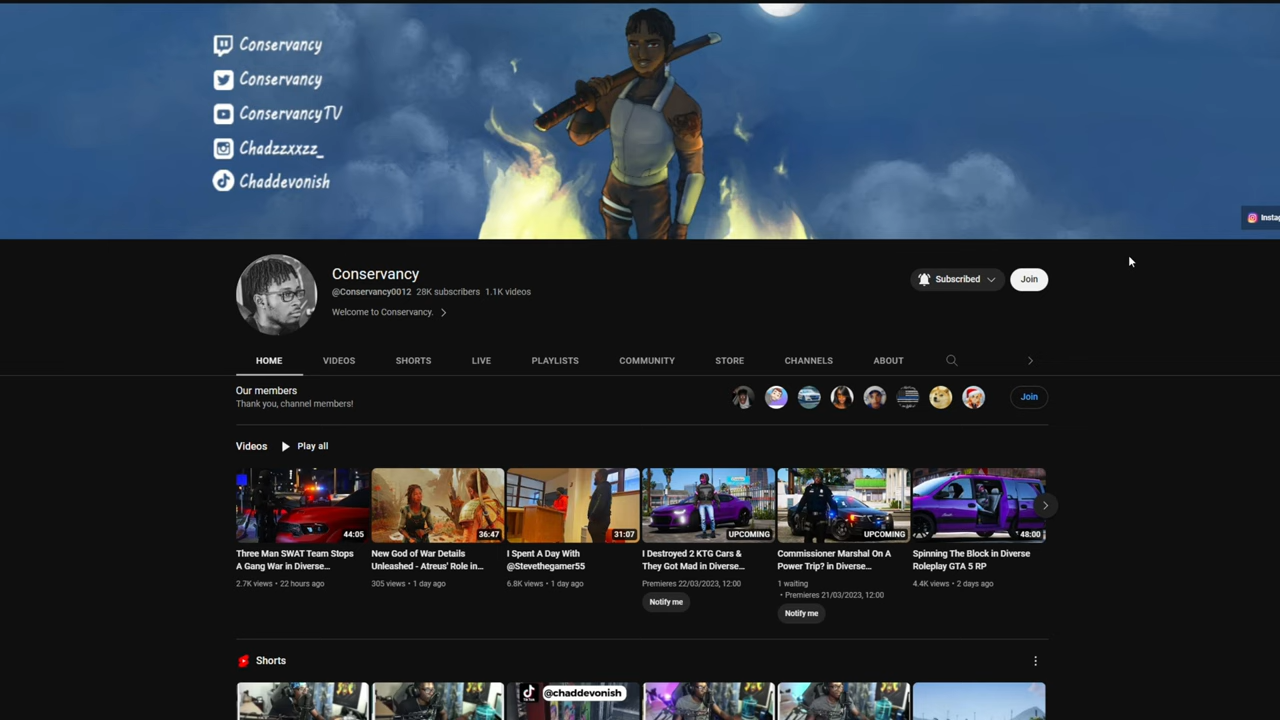 Conservancy
Conservancy
ConservancyTV
Chadzzxxzz_
Chaddevonish
Conservancy
@Conservancy0012 28K subscribers 1.1K videos
Welcome to Conservancy.
Subscribed
Join
HOME VIDEOS SHORTS LIVE PLAYLISTS COMMUNITY STORE CHANNELS ABOUT
Our members
Thank you, channel members!
Join
Videos Play all
44:05
36:47
31:07
UPCOMING
UPCOMING
48:00
Three Man SWAT Team Stops
A Gang War in Diverse...
2.7K views • 22 hours ago
New God of War Details
Unleashed - Atreus' Role in...
305 views • 1 day ago
I Spent A Day With
@Stevethegamer55
6.8K views • 1 day ago
I Destroyed 2 KTG Cars &
They Got Mad in Diverse...
Premieres 22/03/2023, 12:00
Notify me
Commissioner Marshal On A
Power Trip? in Diverse...
1 waiting
• Premieres 21/03/2023, 12:00
Notify me
Spinning The Block in Diverse
Roleplay GTA 5 RP
4.4K views • 2 days ago
Shorts
@chaddevonish